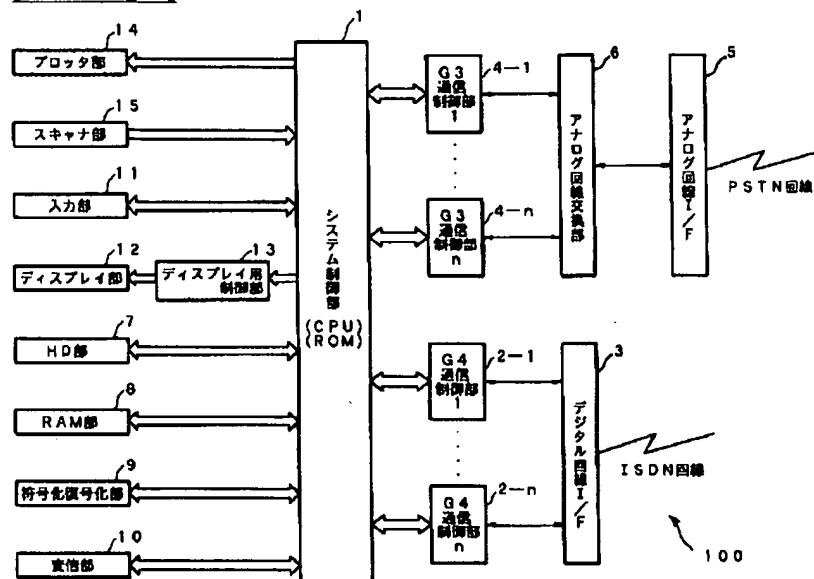 14
プロッタ部
15
スキャナ部
11
入力部
12
ディスプレイ部
13
ディスプレイ用
制御部
7
HD部
8
RAM部
9
符号化復号化部
10
1
システム制御部
(CPU)
(ROM)
G3
通信
制御部
1
4-1
G3
通信
制御部
n
4-n
G4
通信
制御部
1
2-1
G4
通信
制御部
n
2-n
6
アナログ回線交換部
5
アナログ回線I/F
PSTN回線
3
デジタル回線I/F
ISDN回線
100